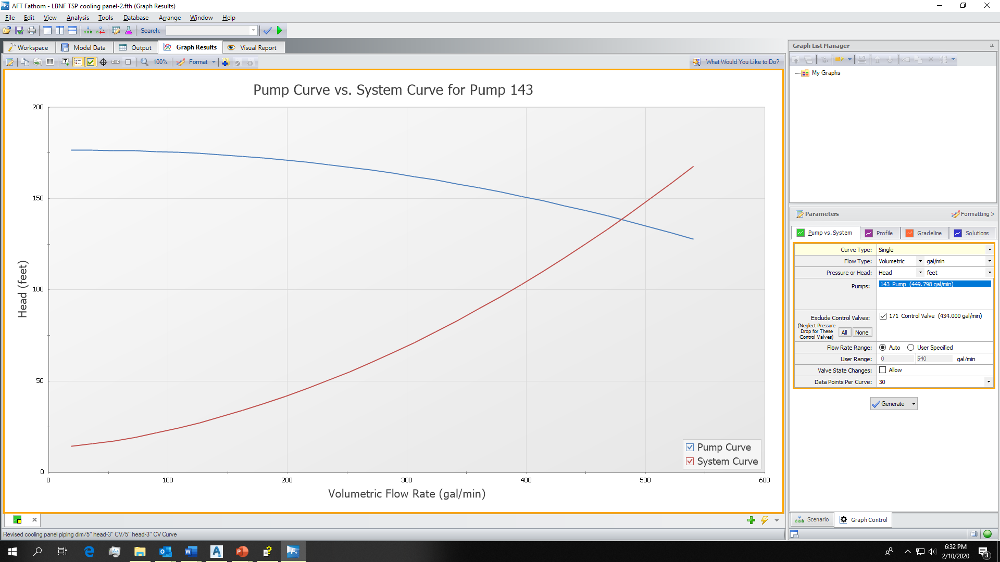 AFT Fathom - LBNF TSP cooling panel-2.fth (Graph Results)
File Edit View Analysis Tools Database Arrange Window Help
Search:
Workspace Model Data Output Graph Results Visual Report
100% Format What Would You Like to Do?
Pump Curve vs. System Curve for Pump 143
200
150
100
50
0
Head (feet)
0 100 200 300 400 500 600
Volumetric Flow Rate (gal/min)
Pump Curve
System Curve
Revised cooling panel piping dim/5" head-3" CV/5" head-3" CV Curve
Graph List Manager
My Graphs
Parameters Formatting >
Pump vs. System Profile Gradeline Solutions
Curve Type: Single
Flow Type: Volumetric gal/min
Pressure or Head: Head feet
Pumps: 143 Pump (449.798 gal/min)
Exclude Control Valves: 171 Control Valve (434.000 gal/min)
(Neglect Pressure
Drop for These
Control Valves)
All None
Flow Rate Range: Auto User Specified
User Range: 0 540 gal/min
Valve State Changes: Allow
Data Points Per Curve: 30
Generate
Scenario Graph Control
6:32 PM
2/10/2020
3